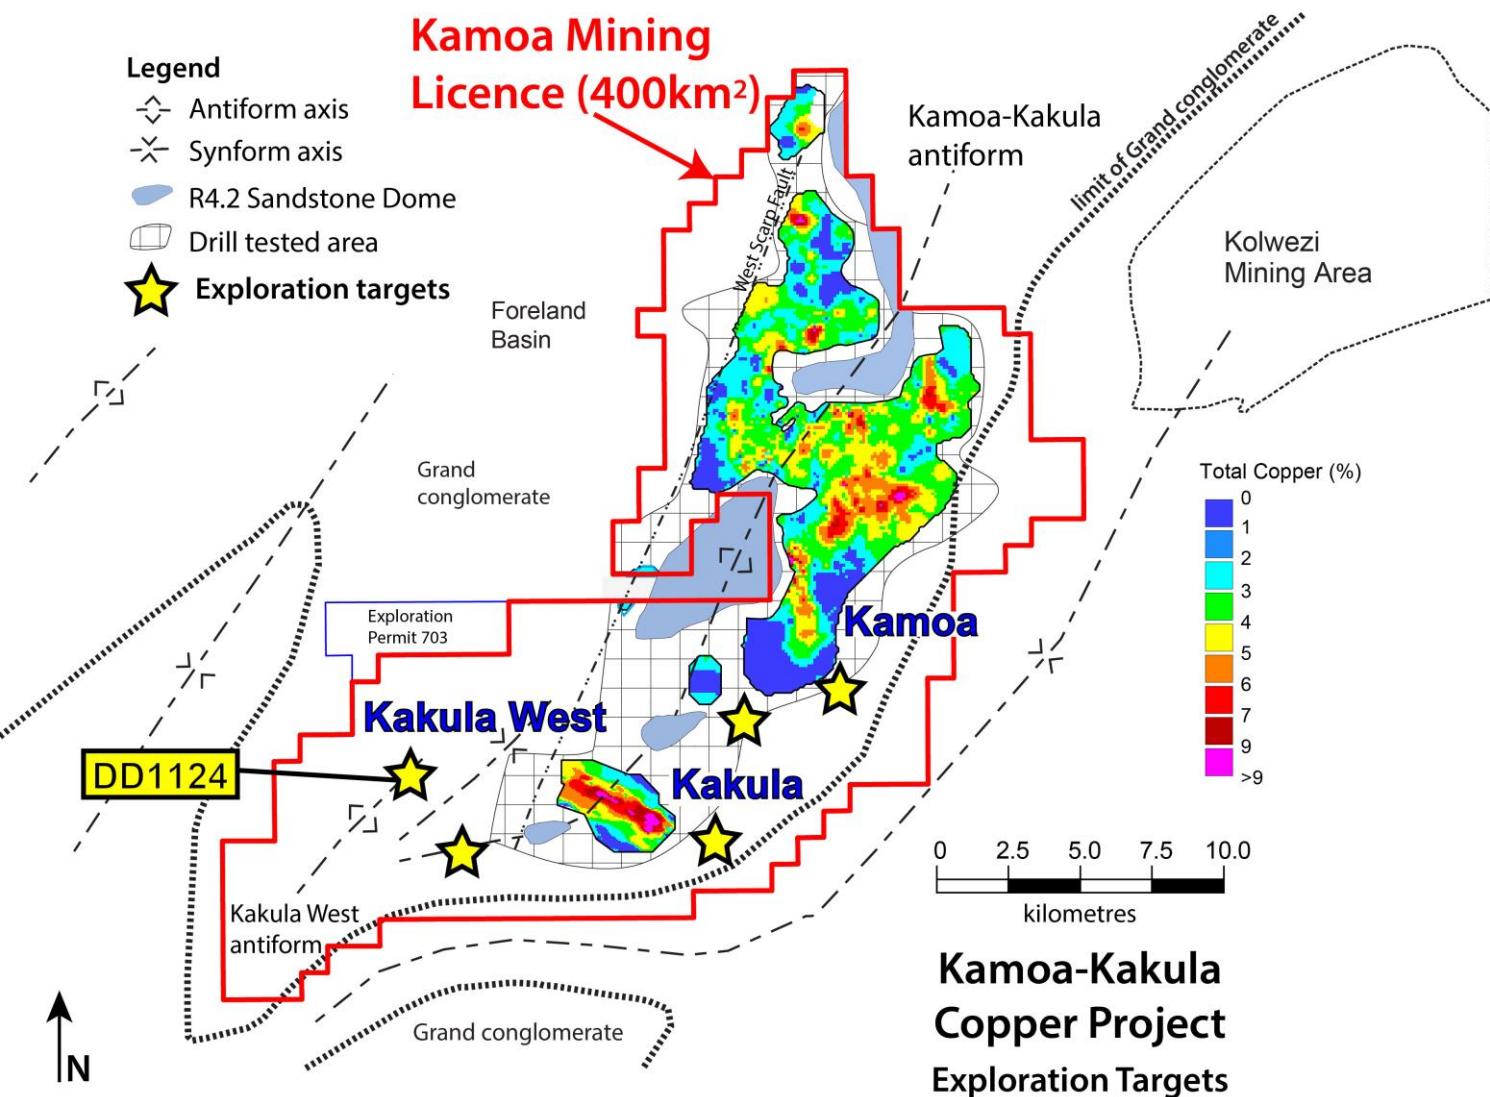 Kamoa Mining
Licence (400km²)
Legend
Antiform axis
Synform axis
R4.2 Sandstone Dome
Drill tested area
Exploration targets
Kamoa-Kakula
antiform
limit of Grand conglomerate
Kolwezi
Mining Area
West Scarp Fault
Foreland
Basin
Grand
conglomerate
Total Copper (%)
0
1
2
3
4
5
6
7
9
>9
Exploration
Permit 703
Kamoa
Kakula West
Kakula
DD1124
Kakula West
antiform
0 2.5 5.0 7.5 10.0
kilometres
Kamoa-Kakula
Copper Project
Exploration Targets
Grand conglomerate
N